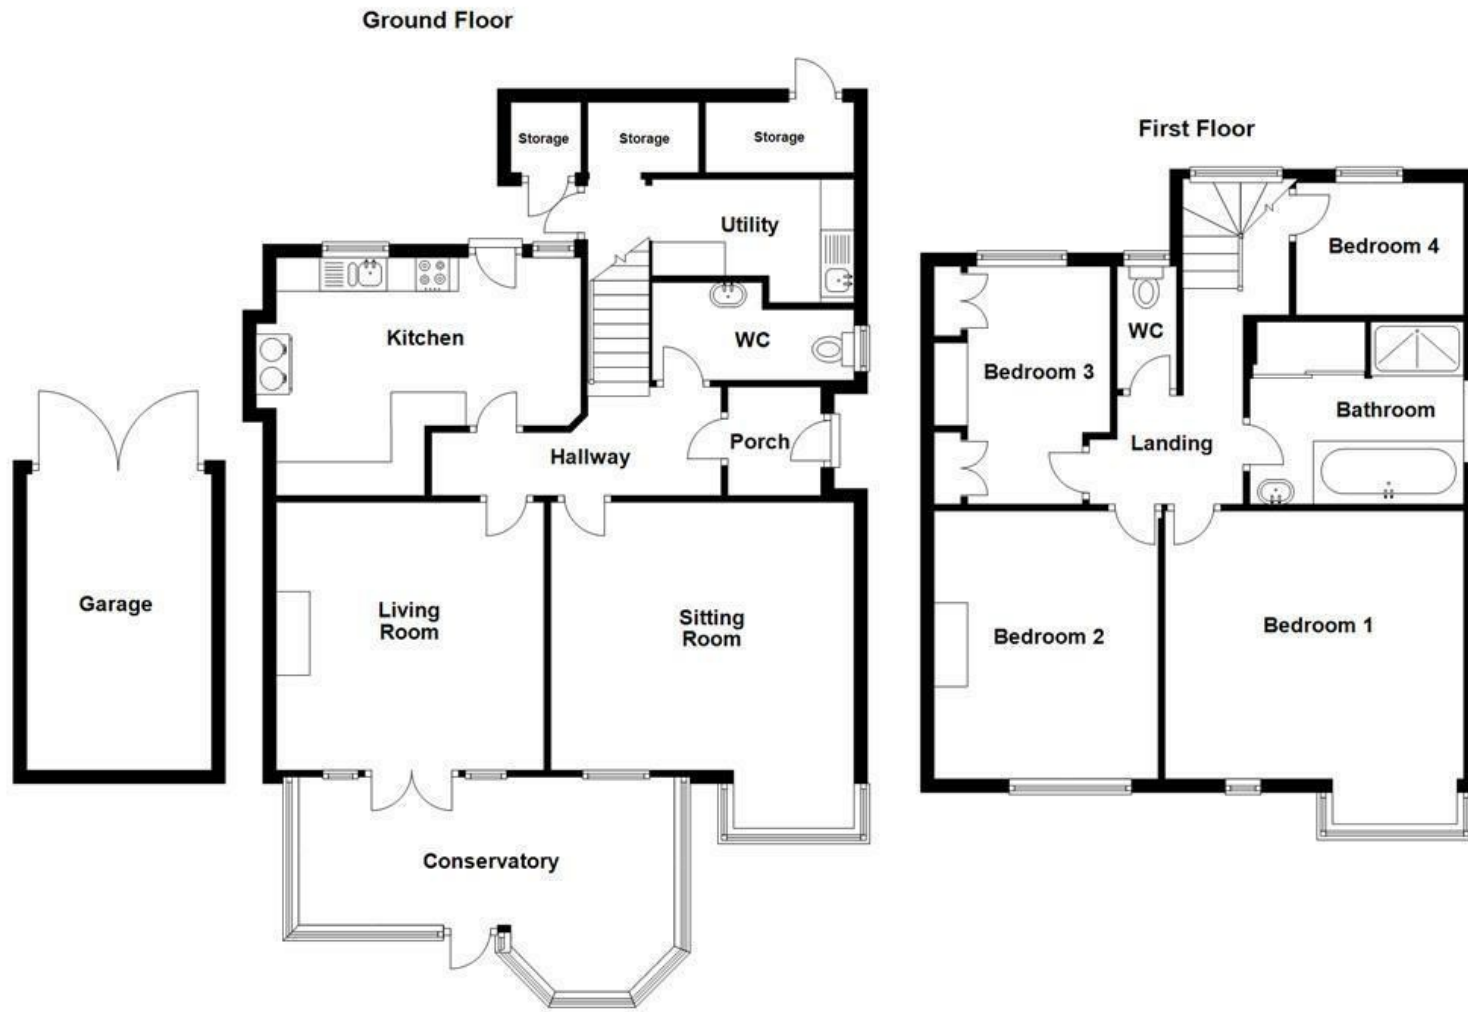 Ground Floor
Storage
Storage
Storage
Utility
Kitchen
WC
Hallway
Porch
Garage
Living
Room
Sitting
Room
Conservatory
First Floor
Bedroom 4
WC
Bedroom 3
Bathroom
Landing
Bedroom 2
Bedroom 1